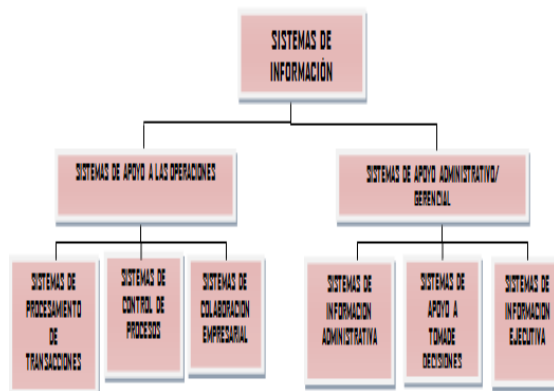 SISTEMAS DE
INFORMACIÓN
SISTEMAS DE APOYO A LAS OPERACIONES
SISTEMAS DE APOYO ADMINISTRATIVO/
GERENCIAL
SISTEMAS DE
PROCESAMIENTO
DE
TRANSACCIONES
SISTEMAS DE
CONTROL DE
PROCESOS
SISTEMAS DE
COLABORACION
EMPRESARIAL
SISTEMAS DE
INFORMACION
ADMINISTRATIVA
SISTEMAS DE
APOYO A
TOMADE
DECISIONES
SISTEMAS DE
INFORMACION
EJECUTIVA